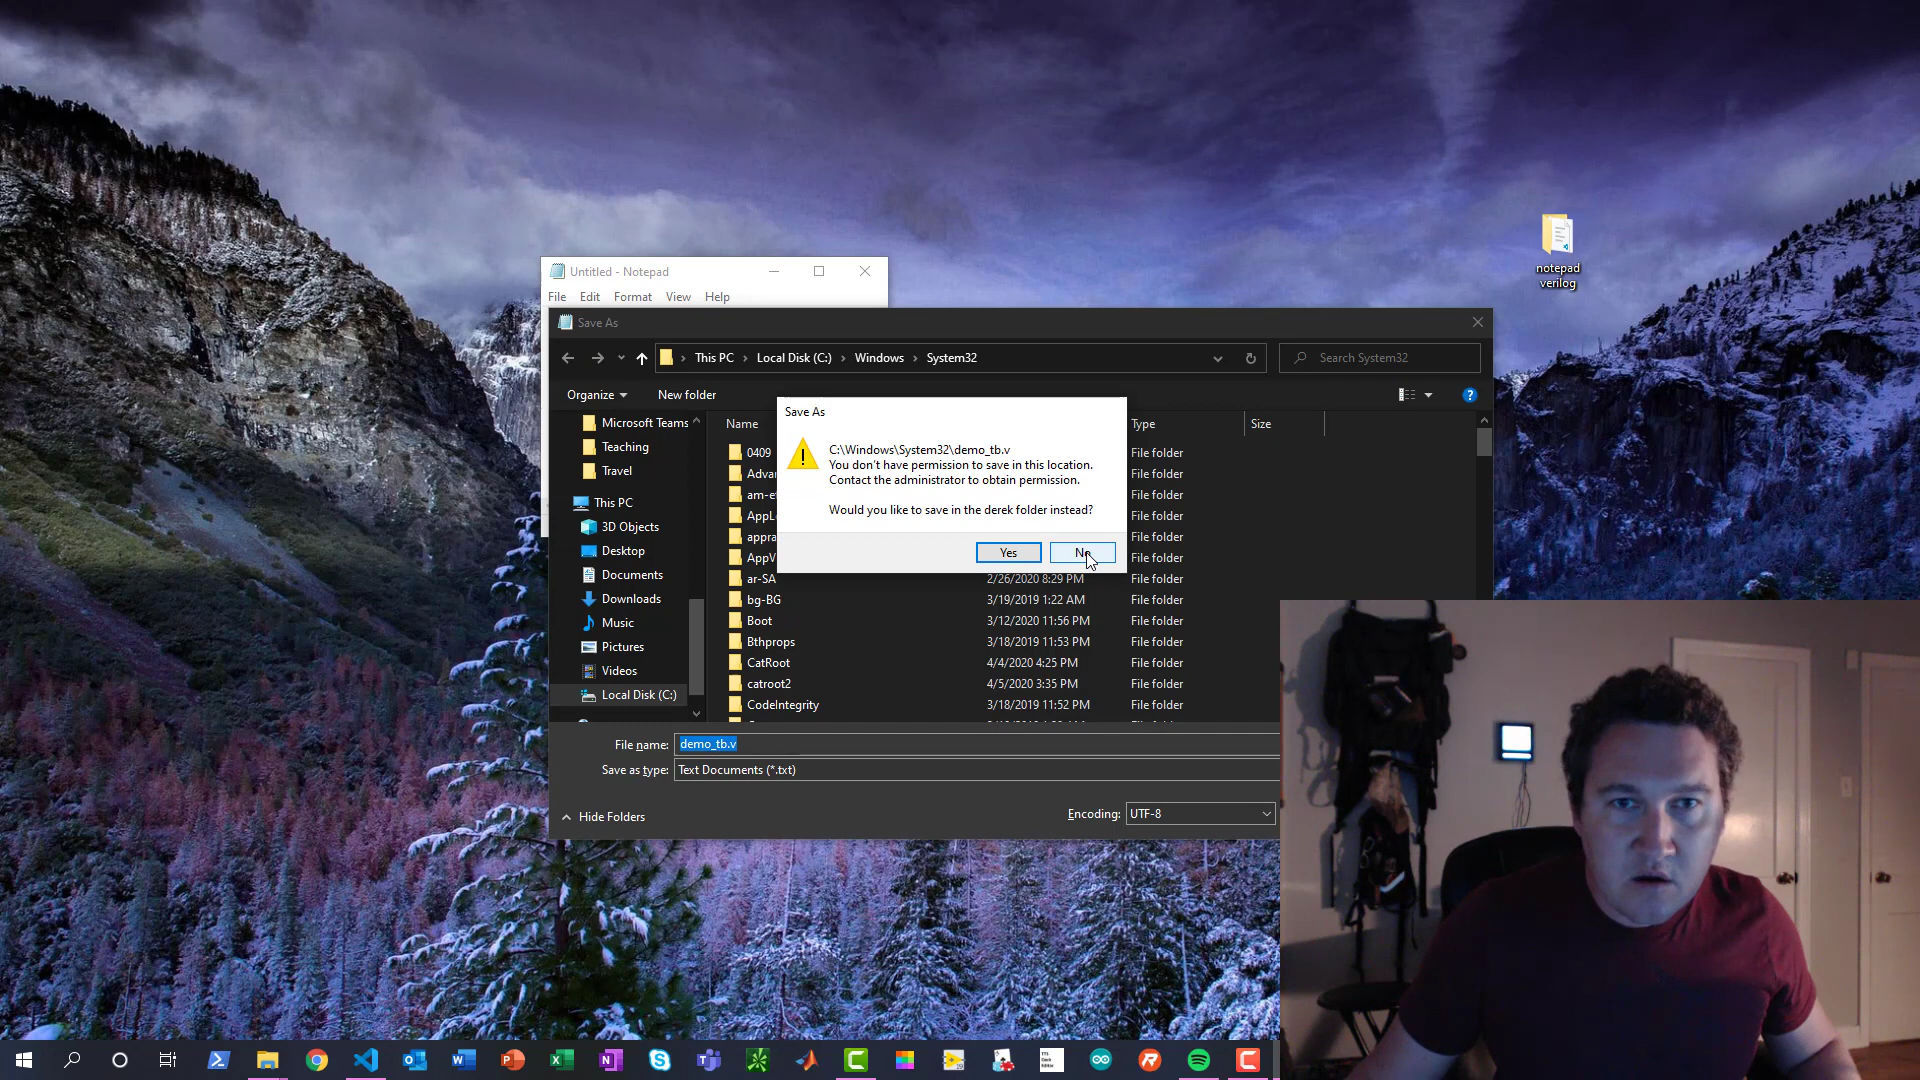 notepad
verilog
Untitled - Notepad
File Edit Format View Help
Save As
This PC Local Disk (C:) Windows System32
Search System32
Organize New folder
Microsoft Teams
Teaching
Travel
This PC
3D Objects
Desktop
Documents
Downloads
Music
Pictures
Videos
Local Disk (C:)
Name Type Size
0409 File folder
File folder
File folder
File folder
File folder
File folder
ar-SA 2/26/2020 8:29 PM File folder
bg-BG 3/19/2019 1:22 AM File folder
Boot 3/12/2020 11:56 PM File folder
Bthprops 3/18/2019 11:53 PM File folder
CatRoot 4/4/2020 4:25 PM File folder
catroot2 4/5/2020 3:35 PM File folder
CodeIntegrity 3/18/2019 11:52 PM File folder
Save As
C:\Windows\System32\demo_tb.v
You don't have permission to save in this location.
Contact the administrator to obtain permission.
Would you like to save in the derek folder instead?
Yes No
File name: demo_tb.v
Save as type: Text Documents (*.txt)
Hide Folders
Encoding: UTF-8